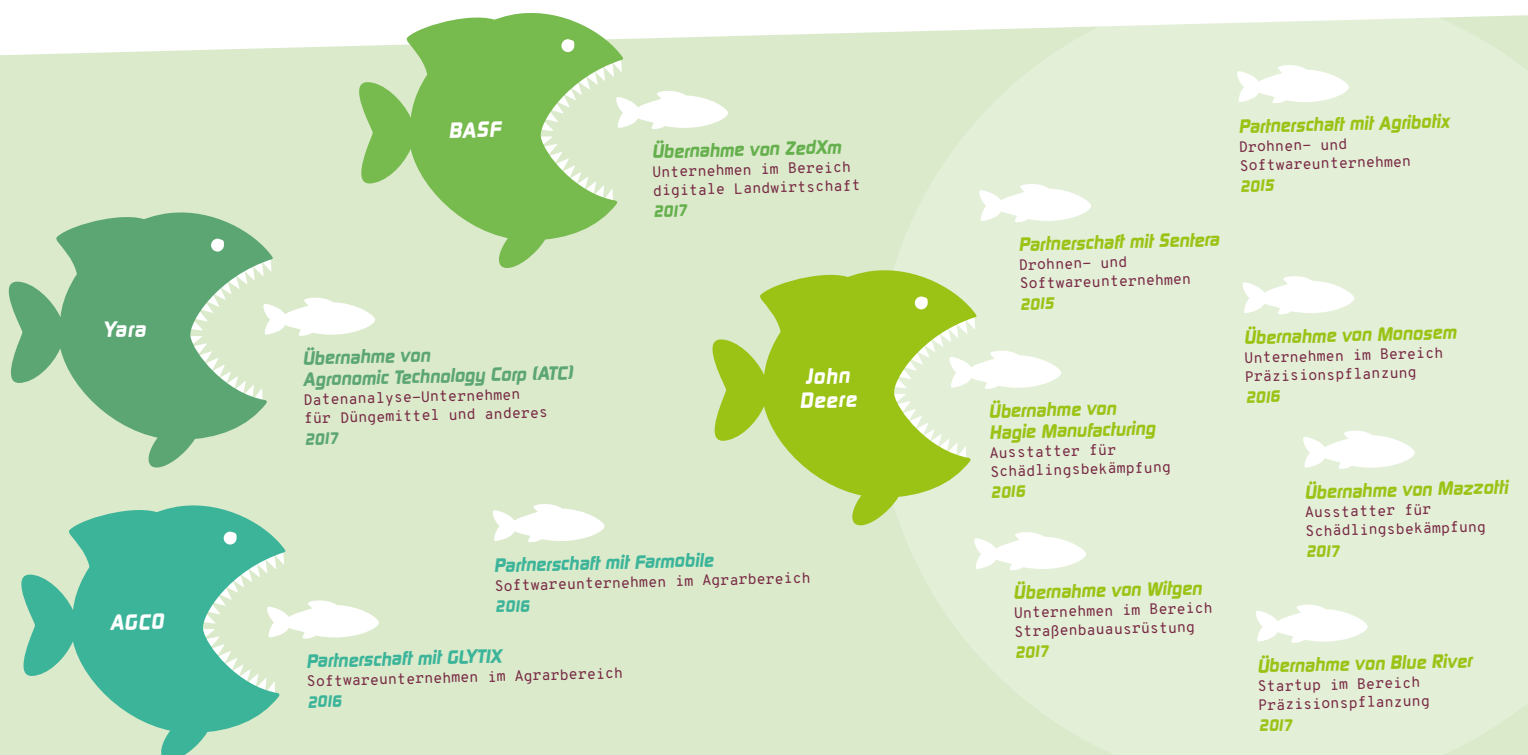 BASF
Übernahme von ZedXm
Unternehmen im Bereich
digitale Landwirtschaft
2017
Yara
Übernahme von
Agronomic Technology Corp (ATC)
Datenanalyse-Unternehmen
für Düngemittel und anderes
2017
AGCO
Partnerschaft mit Farmobile
Softwareunternehmen im Agrarbereich
2016
Partnerschaft mit GLYTIX
Softwareunternehmen im Agrarbereich
2016
John
Deere
Partnerschaft mit Agribotix
Drohnen- und
Softwareunternehmen
2015
Partnerschaft mit Sentera
Drohnen- und
Softwareunternehmen
2015
Übernahme von Monosem
Unternehmen im Bereich
Präzisionspflanzung
2016
Übernahme von
Hagie Manufacturing
Ausstatter für
Schädlingsbekämpfung
2016
Übernahme von Mazzotti
Ausstatter für
Schädlingsbekämpfung
2017
Übernahme von Witgen
Unternehmen im Bereich
Straßenbauausrüstung
2017
Übernahme von Blue River
Startup im Bereich
Präzisionspflanzung
2017